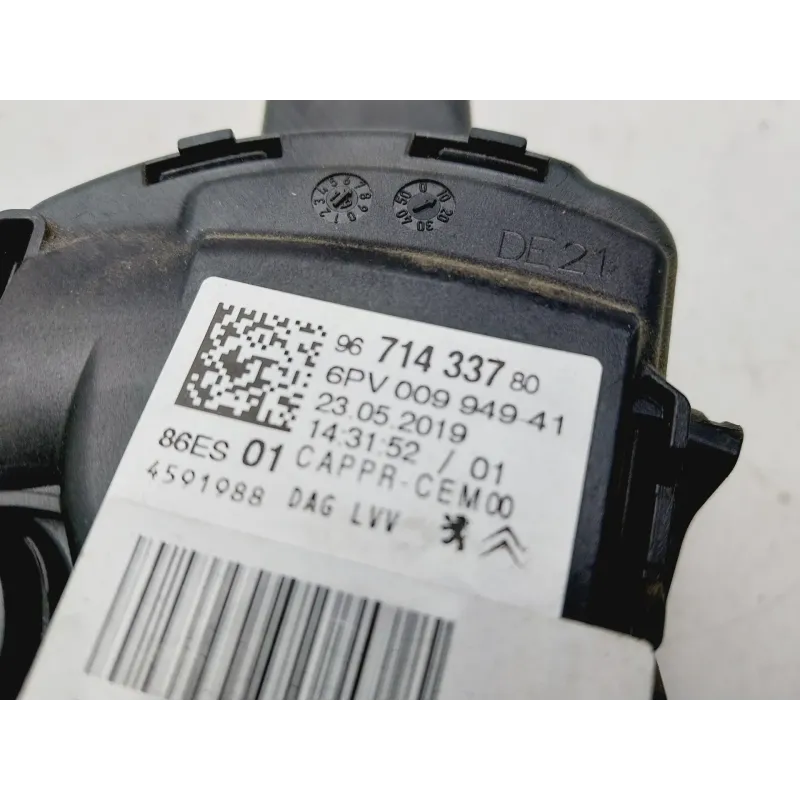 DE21
96 714 337 80
6PV 009 949-41
23.05.2019
14:31:52 / 01
86ES 01 CAPPR-CEM00
4591988 DAG LVV